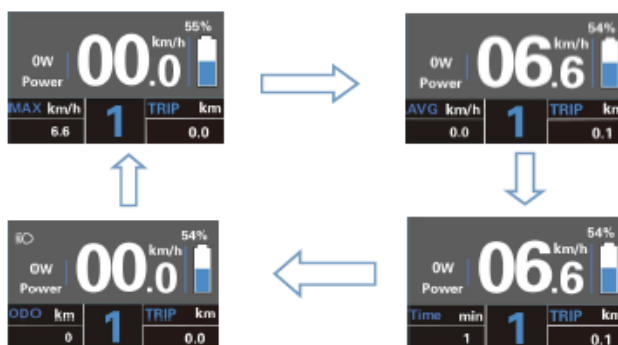 55%
km/h
0W 00.0
Power
MAX km/h 1 TRIP km
6.6 0.0
54%
km/h
0W 06.6
Power
AVG km/h 1 TRIP km
0.0 0.1
54%
km/h
0W 00.0
Power
ODO km 1 TRIP km
0 0.0
54%
km/h
0W 06.6
Power
Time min 1 TRIP km
1 0.1